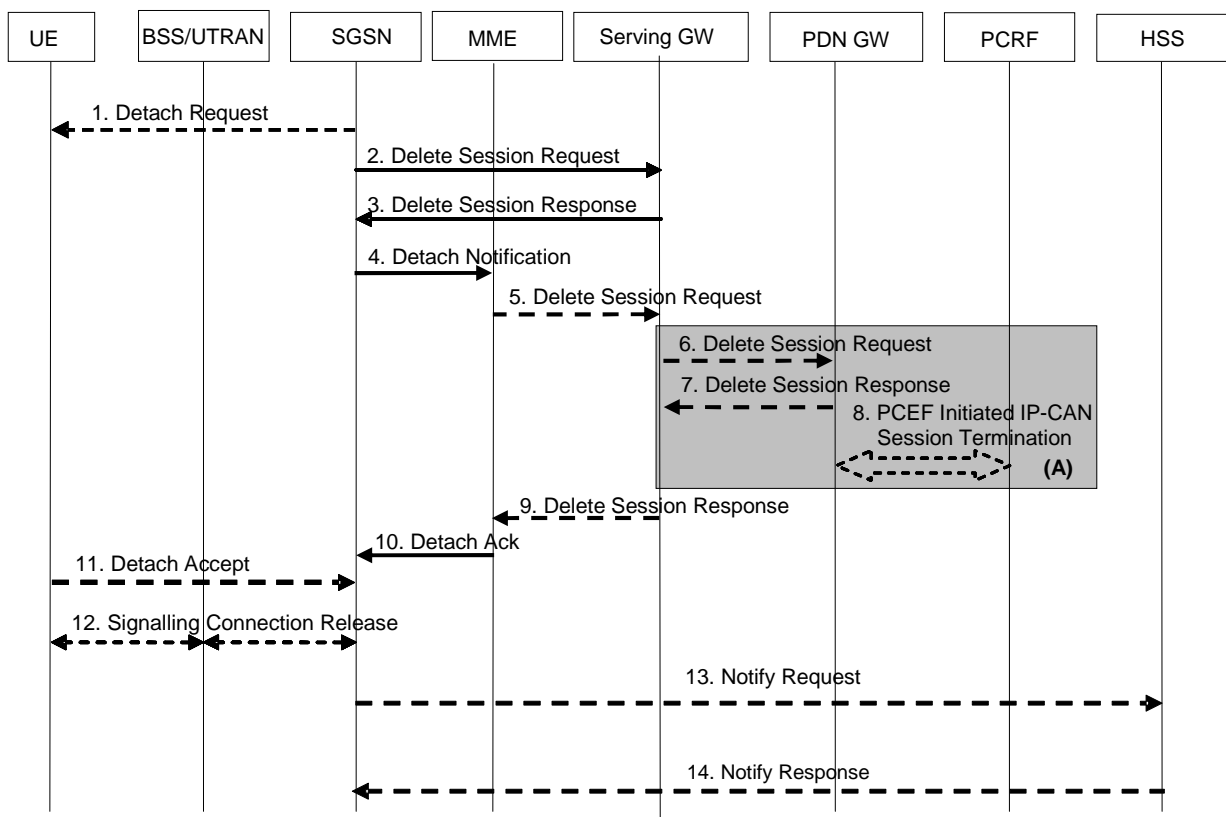 UE
BSS/UTRAN
SGSN
MME
Serving GW
PDN GW
PCRF
HSS
1. Detach Request
2. Delete Session Request
3. Delete Session Response
4. Detach Notification
5. Delete Session Request
6. Delete Session Request
7. Delete Session Response
8. PCEF Initiated IP-CAN
Session Termination
(A)
9. Delete Session Response
10. Detach Ack
11. Detach Accept
12. Signalling Connection Release
13. Notify Request
14. Notify Response